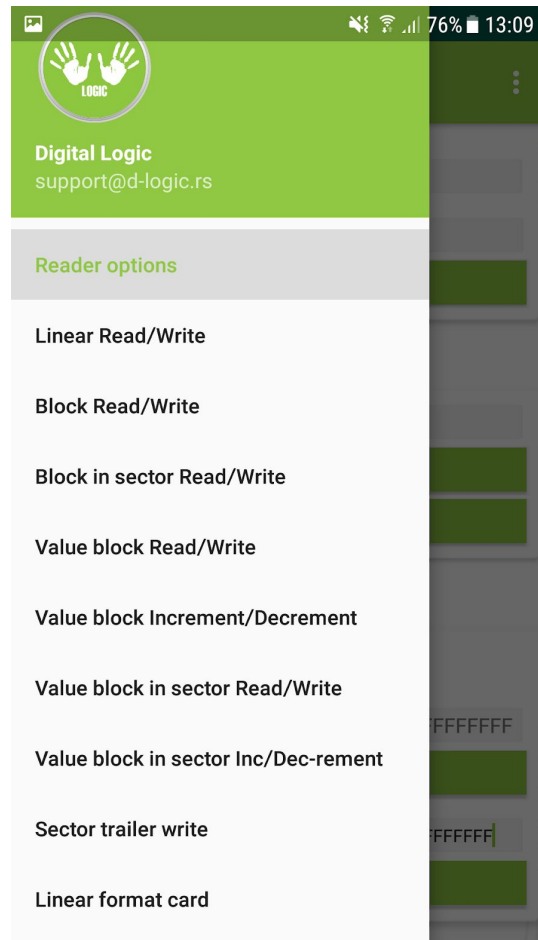 76% 13:09
LOGIC
Digital Logic
support@d-logic.rs
Reader options
Linear Read/Write
Block Read/Write
Block in sector Read/Write
Value block Read/Write
Value block Increment/Decrement
Value block in sector Read/Write
FFFFFFFF
Value block in sector Inc/Dec-rement
Sector trailer write
FFFFFFF
Linear format card